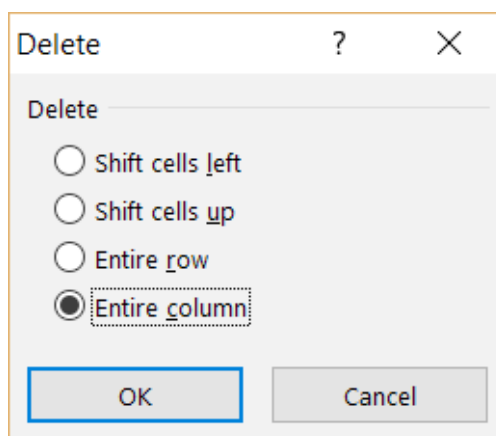 Delete ?
Delete
Shift cells left
Shift cells up
Entire row
Entire column
OK Cancel